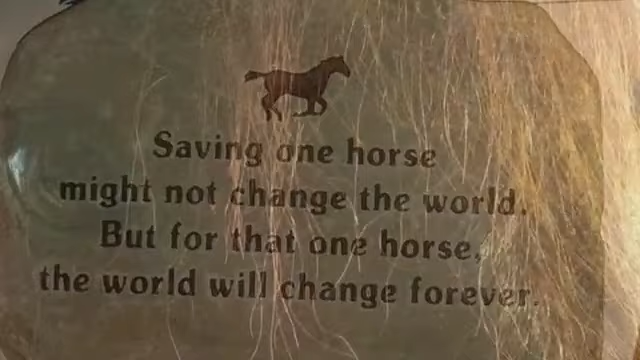 Saving one horse
might not change the world.
But for that one horse,
the world will change forever.